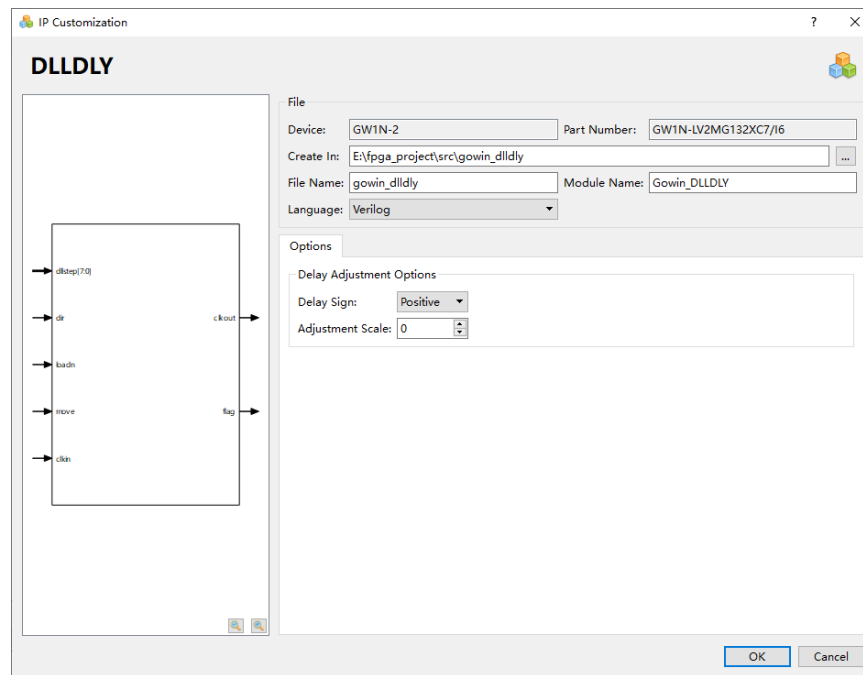 IP Customization
DLLDLY
dllstep[7:0]
dir
loadn
move
clkin
clkout
flag
File
Device: GW1N-2 Part Number: GW1N-LV2MG132XC7/I6
Create In: E:\fpga_project\src\gowin_dlldly ...
File Name: gowin_dlldly Module Name: Gowin_DLLDLY
Language: Verilog
Options
Delay Adjustment Options
Delay Sign: Positive
Adjustment Scale: 0
OK Cancel